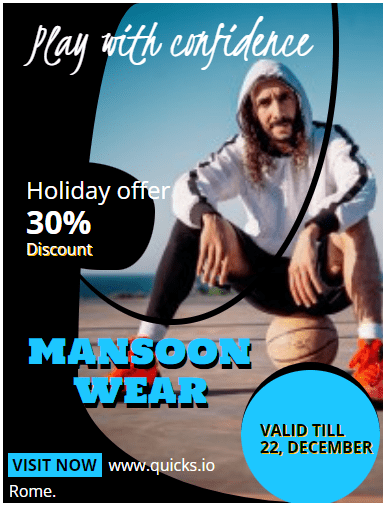 Play with confidence
Holiday offer
30%
Discount
MANSOON
WEAR
VALID TILL
22, DECEMBER
VISIT NOW www.quicks.io
Rome.